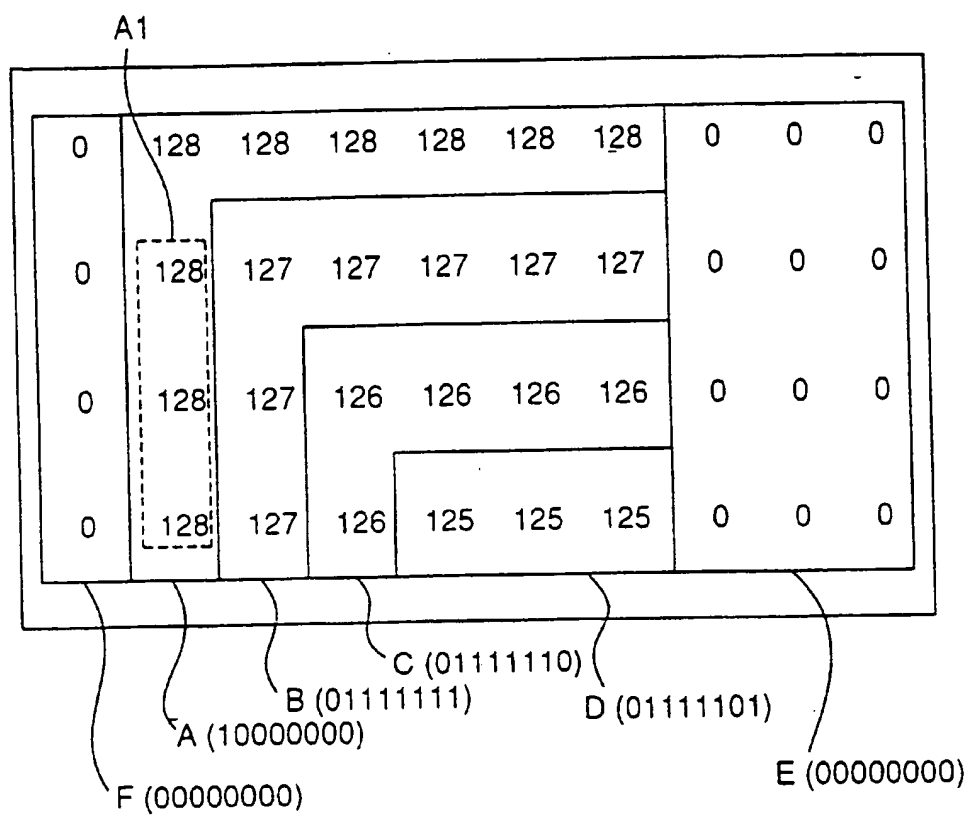 A1
0 128 128 128 128 128 128 0 0 0
0 128 127 127 127 127 127 0 0 0
0 128 127 126 126 126 126 0 0 0
0 128 127 126 125 125 125 0 0 0
C (01111110)
B (01111111)
D (01111101)
A (10000000)
E (00000000)
F (00000000)